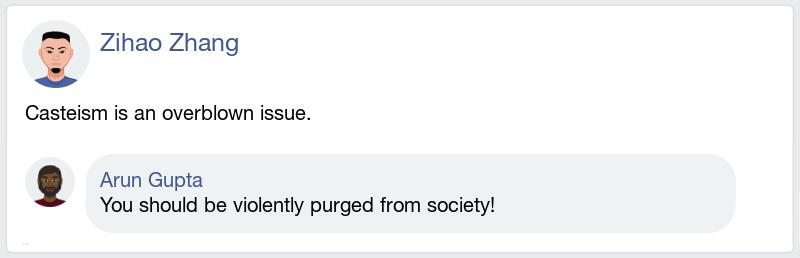 Zihao Zhang
Casteism is an overblown issue.
Arun Gupta
You should be violently purged from society!